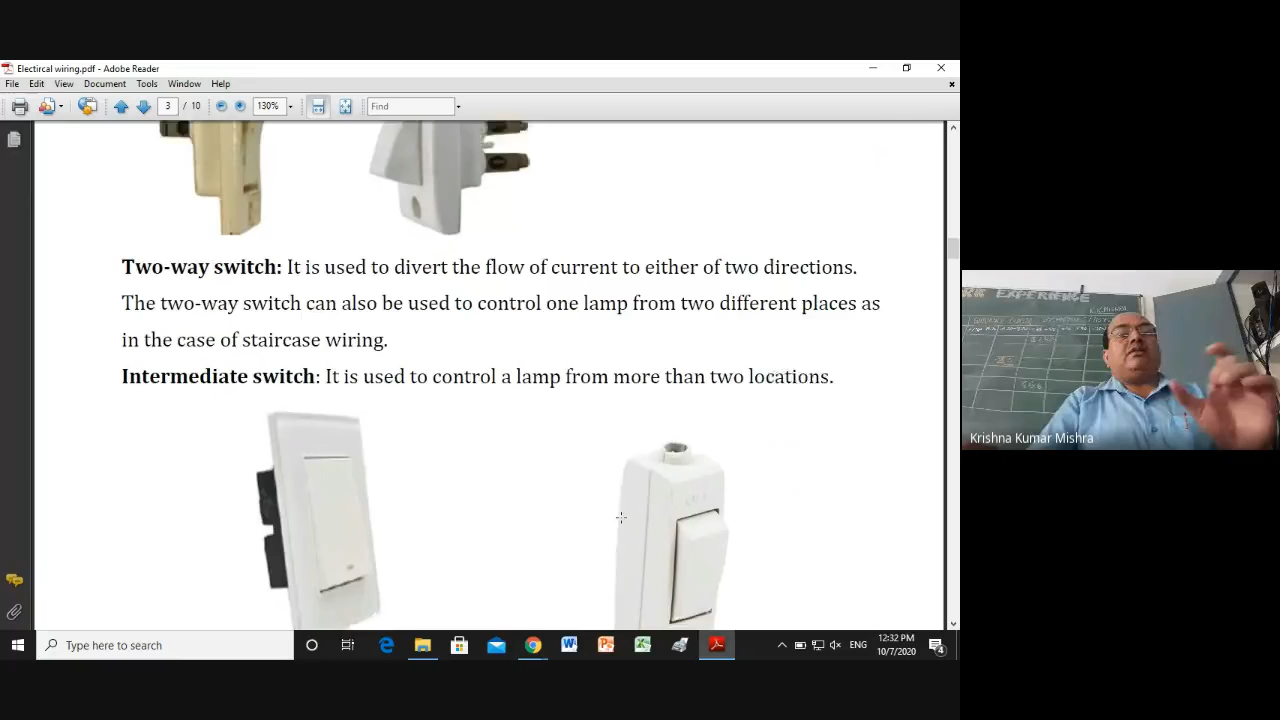 Electircal wiring.pdf - Adobe Reader
File Edit View Document Tools Window Help
3 / 10 130% Find
Two-way switch: It is used to divert the flow of current to either of two directions.
The two-way switch can also be used to control one lamp from two different places as
in the case of staircase wiring.
Intermediate switch: It is used to control a lamp from more than two locations.
EXPERIENCE
Krishna Kumar Mishra
Type here to search
ENG
12:32 PM
10/7/2020
4